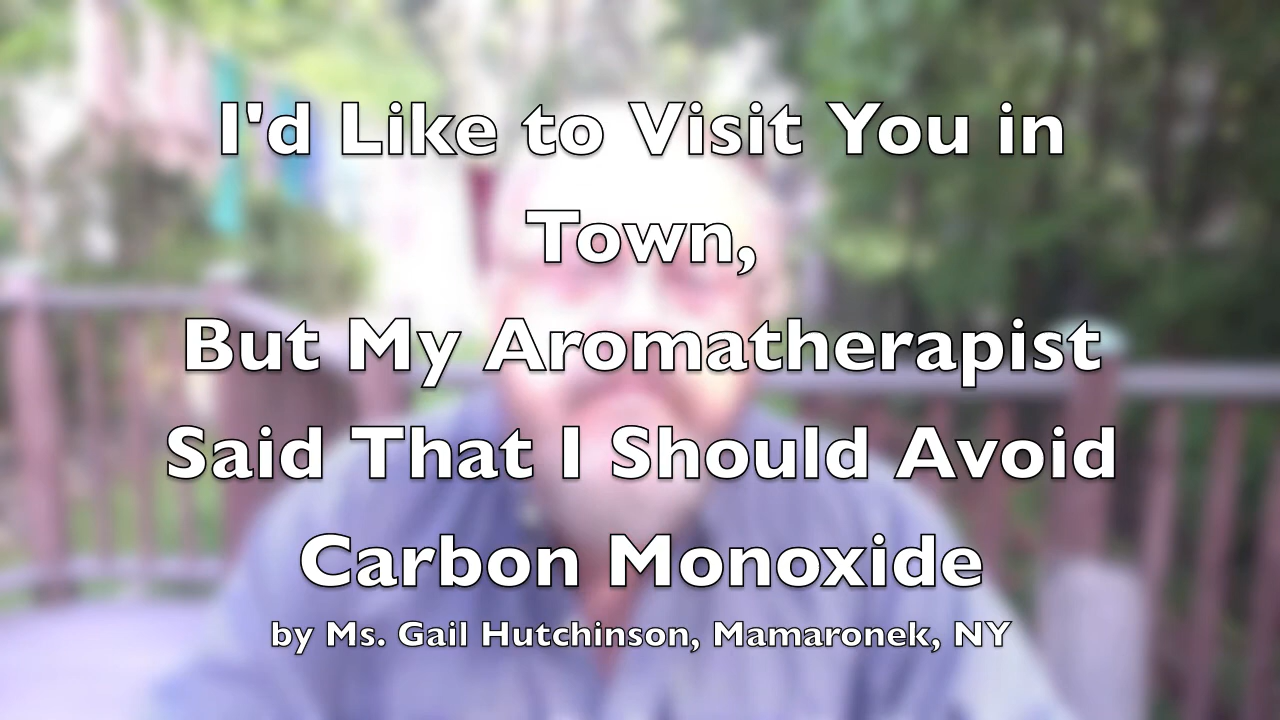 I'd Like to Visit You in
Town,
But My Aromatherapist
Said That I Should Avoid
Carbon Monoxide
by Ms. Gail Hutchinson, Mamaronek, NY